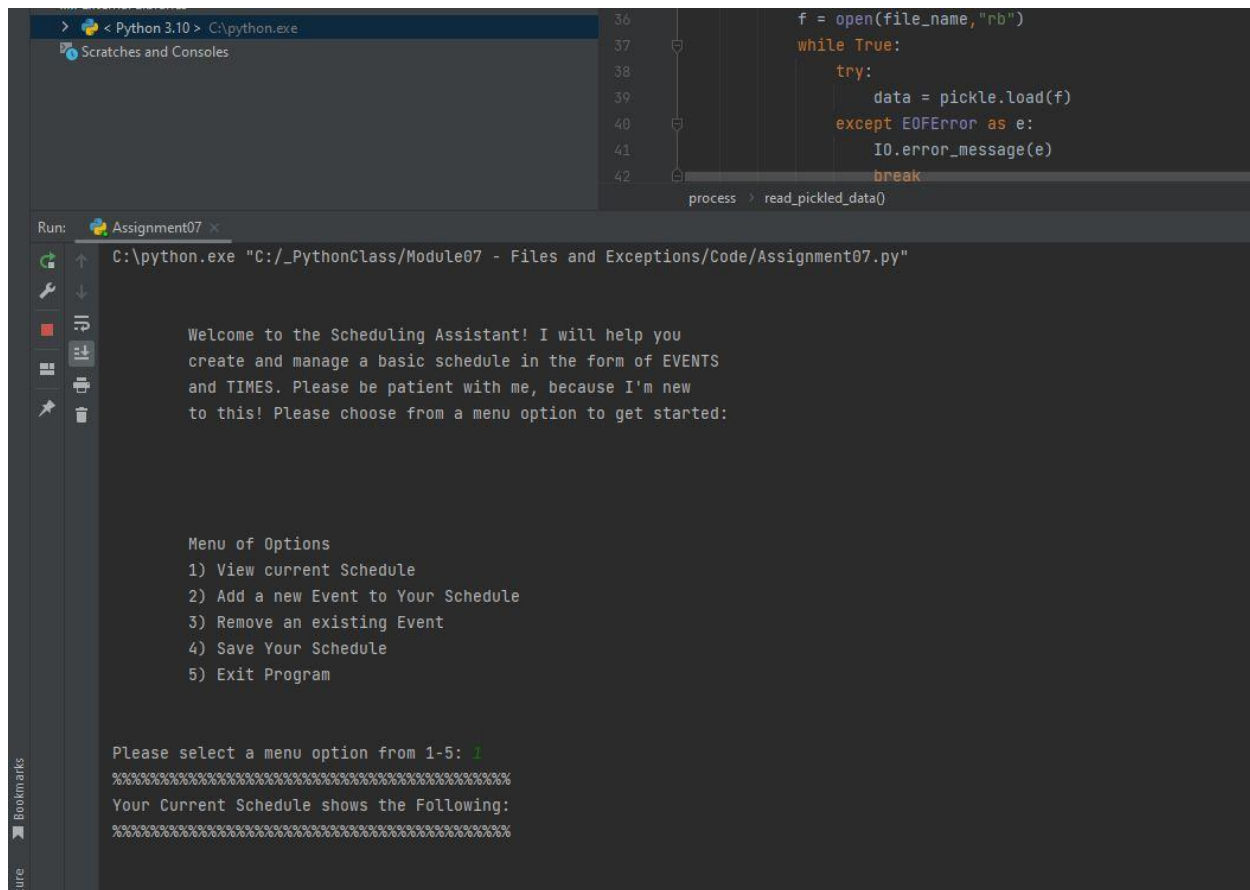 < Python 3.10 > C:\python.exe
Scratches and Consoles
36 f = open(file_name,"rb")
37 while True:
38 try:
39 data = pickle.load(f)
40 except EOFError as e:
41 IO.error_message(e)
42 break
process > read_pickled_data()
Run: Assignment07
C:\python.exe "C:/_PythonClass/Module07 - Files and Exceptions/Code/Assignment07.py"
Welcome to the Scheduling Assistant! I will help you
create and manage a basic schedule in the form of EVENTS
and TIMES. Please be patient with me, because I'm new
to this! Please choose from a menu option to get started:
Menu of Options
1) View current Schedule
2) Add a new Event to Your Schedule
3) Remove an existing Event
4) Save Your Schedule
5) Exit Program
Please select a menu option from 1-5: 1
%%%%%%%%%%%%%%%%%%%%%%%%%%%%%%%%%%%%%%%%%%
Your Current Schedule shows the Following:
%%%%%%%%%%%%%%%%%%%%%%%%%%%%%%%%%%%%%%%%%%
Bookmarks